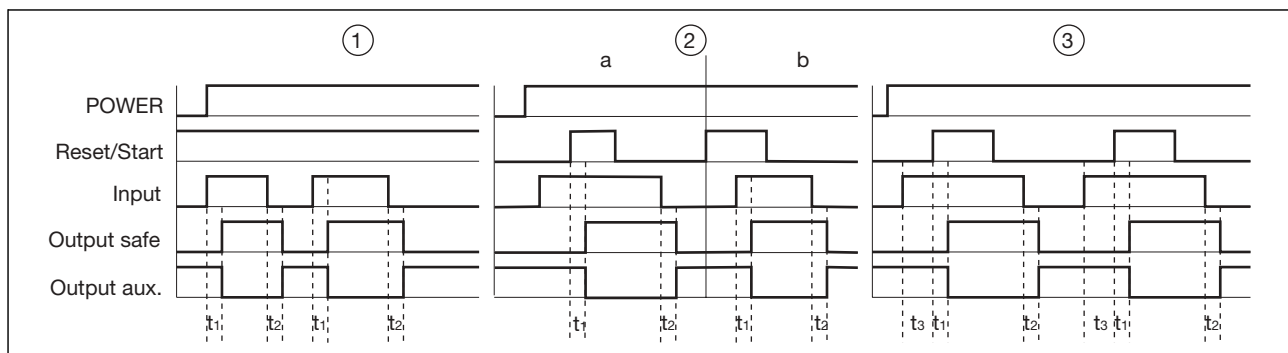 ① ② ③
a b
POWER
Reset/Start
Input
Output safe
Output aux.
t1 t2 t1 t2 t1 t2 t1 t2 t3 t1 t2 t3 t1 t2